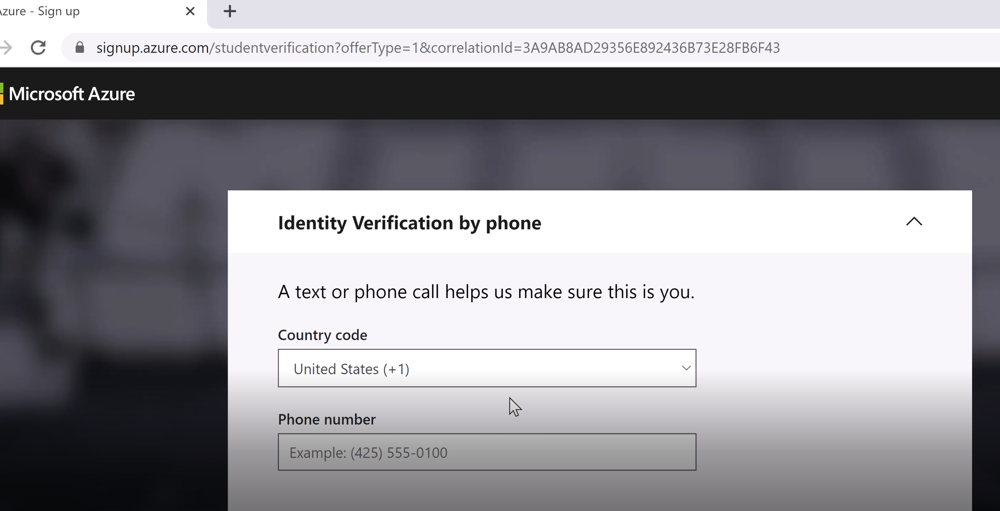 Azure - Sign up
signup.azure.com/studentverification?offerType=1&correlationId=3A9AB8AD29356E892436B73E28FB6F43
Microsoft Azure
Identity Verification by phone
A text or phone call helps us make sure this is you.
Country code
United States (+1)
Phone number
Example: (425) 555-0100